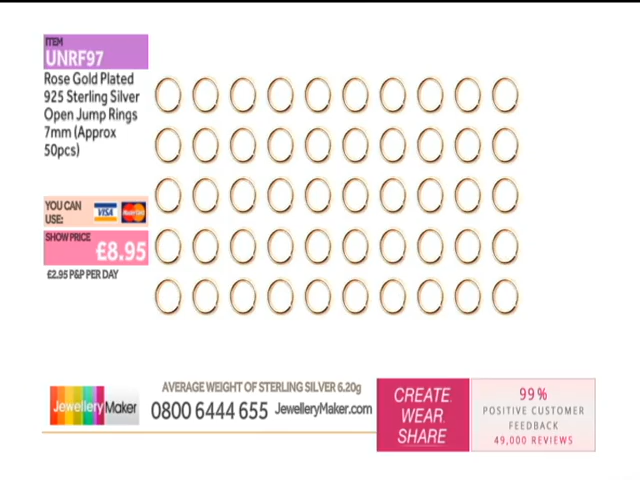 ITEM
UNRF97
Rose Gold Plated
925 Sterling Silver
Open Jump Rings
7mm (Approx
50pcs)
YOU CAN
USE:
VISA
MasterCard
SHOW PRICE
£8.95
£2.95 P&P PER DAY
AVERAGE WEIGHT OF STERLING SILVER 6.20g
JewelleryMaker
0800 6444 655 JewelleryMaker.com
CREATE.
WEAR.
SHARE
99%
POSITIVE CUSTOMER
FEEDBACK
49,000 REVIEWS